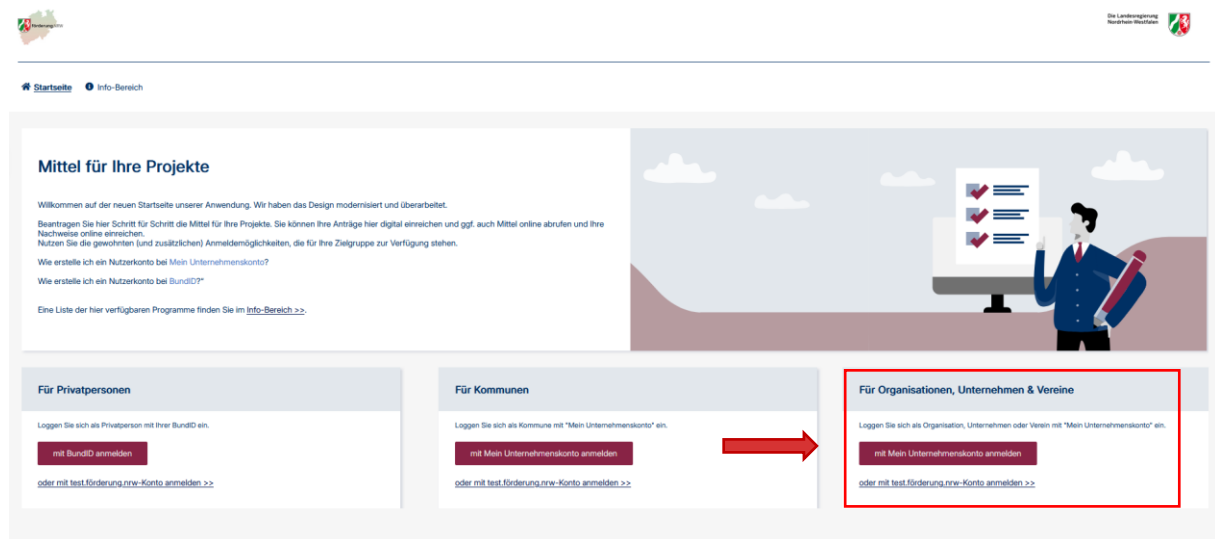 Förderung.NRW
Die Landesregierung
Nordrhein-Westfalen
Startseite
Info-Bereich
Mittel für Ihre Projekte
Willkommen auf der neuen Startseite unserer Anwendung. Wir haben das Design modernisiert und überarbeitet.
Beantragen Sie hier Schritt für Schritt die Mittel für Ihre Projekte. Sie können Ihre Anträge hier digital einreichen und ggf. auch Mittel online abrufen und Ihre
Nachweise online einreichen.
Nutzen Sie die gewohnten (und zusätzlichen) Anmeldemöglichkeiten, die für Ihre Zielgruppe zur Verfügung stehen.
Wie erstelle ich ein Nutzerkonto bei Mein Unternehmenskonto?
Wie erstelle ich ein Nutzerkonto bei BundID?"
Eine Liste der hier verfügbaren Programme finden Sie im Info-Bereich >>.
Für Privatpersonen
Loggen Sie sich als Privatperson mit Ihrer BundID ein.
mit BundID anmelden
oder mit test.förderung.nrw-Konto anmelden >>
Für Kommunen
Loggen Sie sich als Kommune mit "Mein Unternehmenskonto" ein.
mit Mein Unternehmenskonto anmelden
oder mit test.förderung.nrw-Konto anmelden >>
Für Organisationen, Unternehmen & Vereine
Loggen Sie sich als Organisation, Unternehmen oder Verein mit "Mein Unternehmenskonto" ein.
mit Mein Unternehmenskonto anmelden
oder mit test.förderung.nrw-Konto anmelden >>